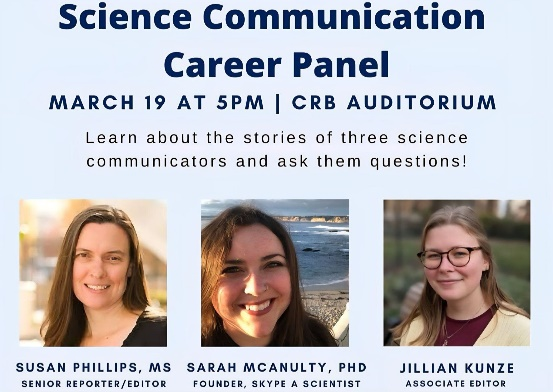 Science Communication
Career Panel
MARCH 19 AT 5PM | CRB AUDITORIUM
Learn about the stories of three science
communicators and ask them questions!
SUSAN PHILLIPS, MS SARAH MCANULTY, PHD JILLIAN KUNZE
SENIOR REPORTER/EDITOR FOUNDER, SKYPE A SCIENTIST ASSOCIATE EDITOR